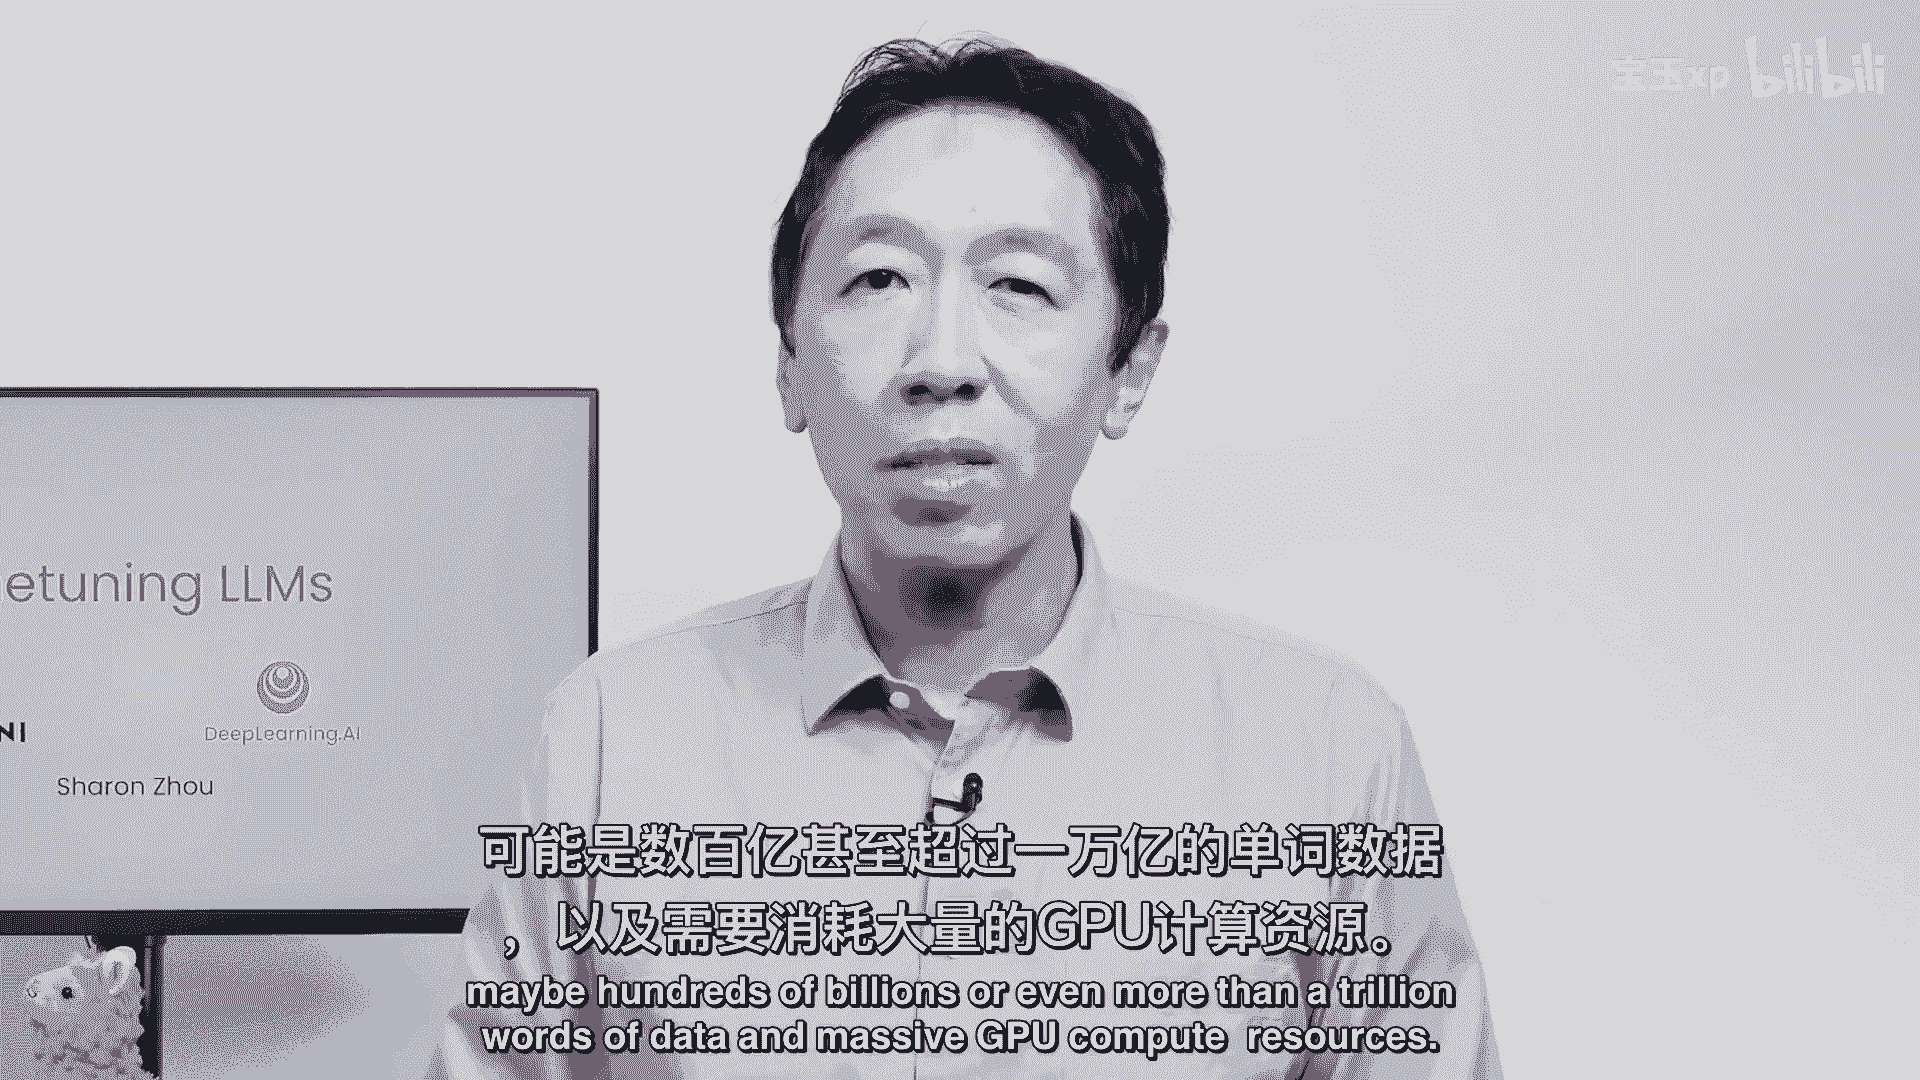 宝玉xp bilibili
etuning LLMs
NI
DeepLearning.AI
Sharon Zhou
可能是数百亿甚至超过一万亿的单词数据
，以及需要消耗大量的GPU计算资源。
maybe hundreds of billions or even more than a trillion
words of data and massive GPU compute resources.